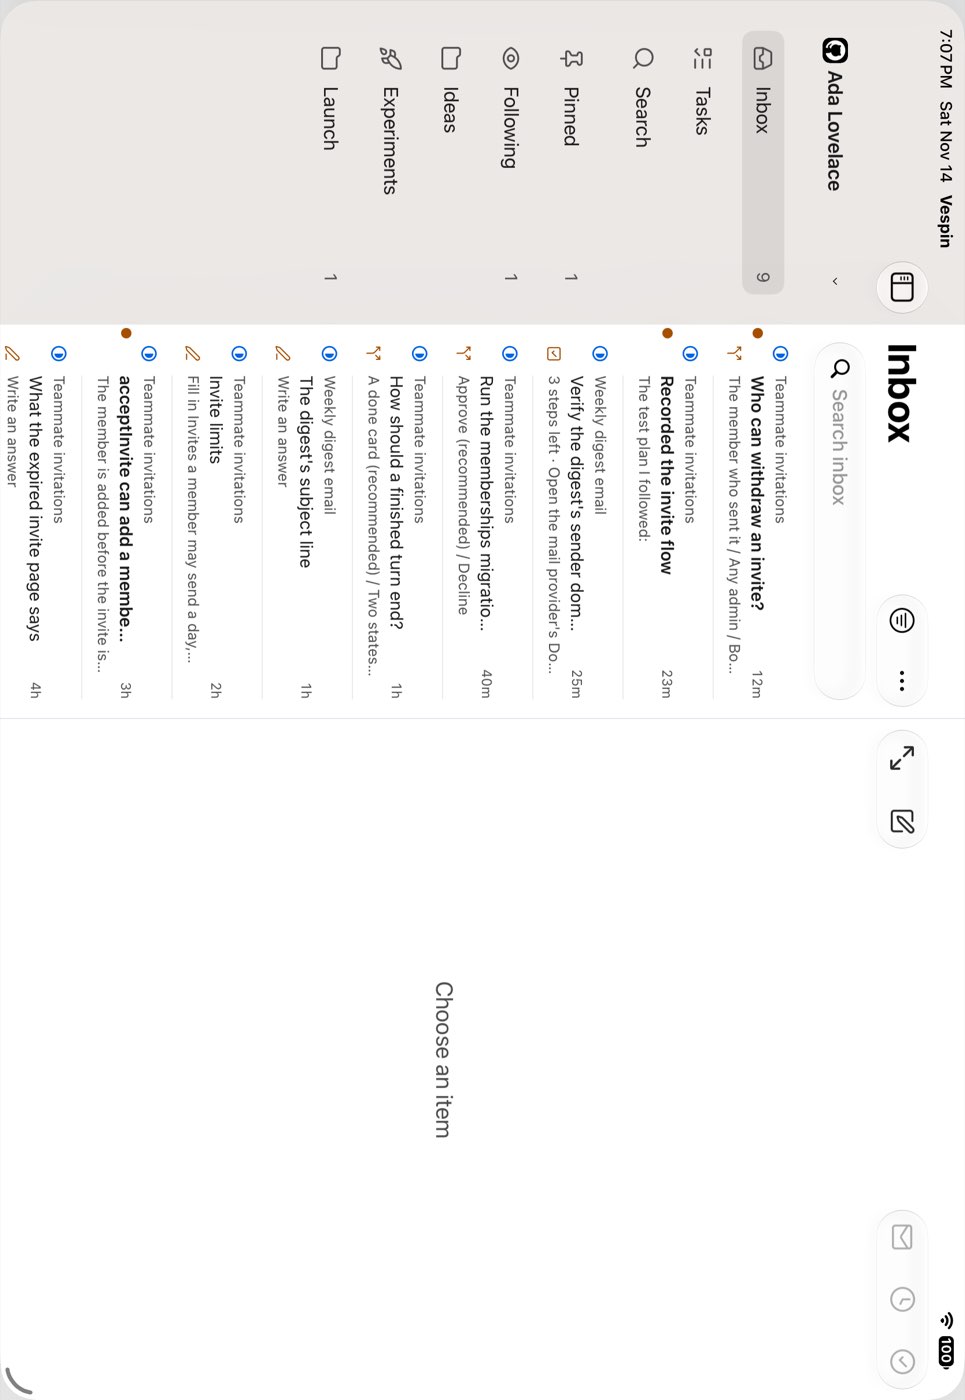 7:07 PM Sat Nov 14 Vespin
100
Ada Lovelace
Inbox 9
Tasks
Search
Pinned 1
Following 1
Ideas
Experiments
Launch 1
Inbox
Search inbox
Teammate invitations
Who can withdraw an invite? 12m
The member who sent it / Any admin / Bo...
Teammate invitations
Recorded the invite flow 23m
The test plan I followed:
Weekly digest email
Verify the digest's sender dom... 25m
3 steps left · Open the mail provider's Do...
Teammate invitations
Run the memberships migratio... 40m
Approve (recommended) / Decline
Teammate invitations
How should a finished turn end? 1h
A done card (recommended) / Two states...
Weekly digest email
The digest's subject line 1h
Write an answer
Teammate invitations
Invite limits 2h
Fill in Invites a member may send a day,...
Teammate invitations
acceptInvite can add a membe... 3h
The member is added before the invite is...
Teammate invitations
What the expired invite page says 4h
Write an answer
Choose an item